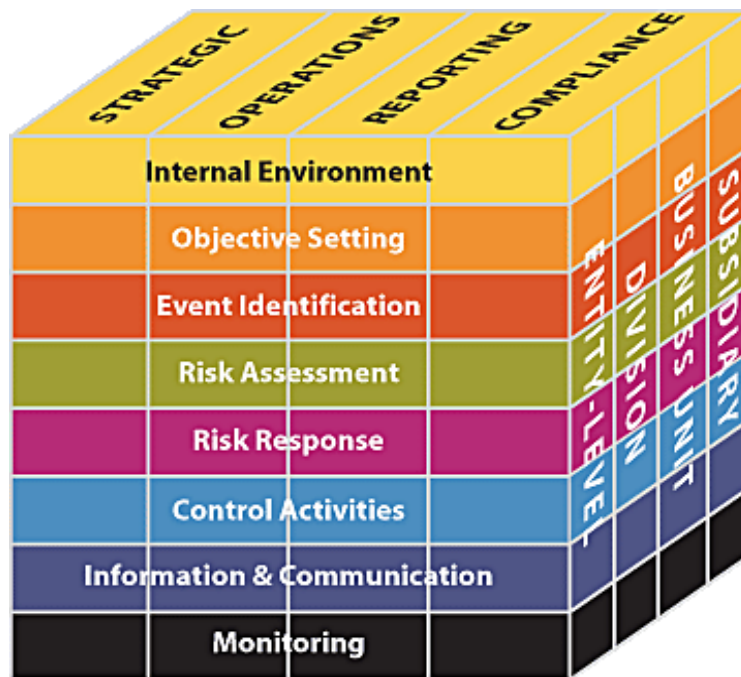 STRATEGIC
OPERATIONS
REPORTING
COMPLIANCE
Internal Environment
Objective Setting
Event Identification
Risk Assessment
Risk Response
Control Activities
Information & Communication
Monitoring
ENTITY-LEVEL
DIVISION
BUSINESS UNIT
SUBSIDIARY